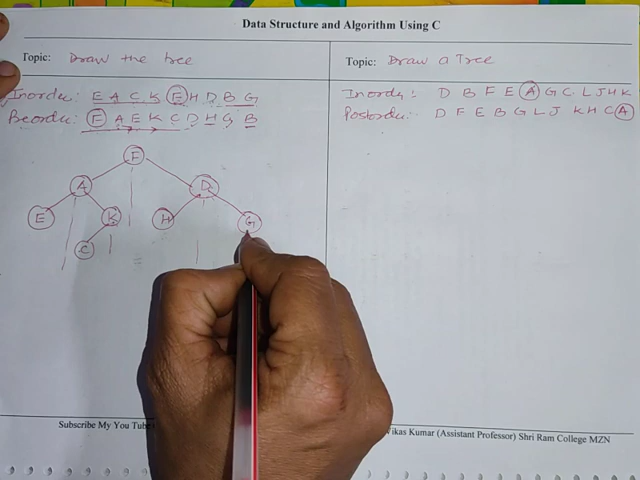 Data Structure and Algorithm Using C
Topic: Draw the tree
Inorder: E A C K F H D B G
Preorder: F A E K C D H G B
F
A D
E K H G
C
=
Topic: Draw a Tree
Inorder: D B F E A G C L J H K
Postorder: D F E B G L J K H C A
Subscribe My You
Vikas Kumar (Assistant Professor) Shri Ram College MZN